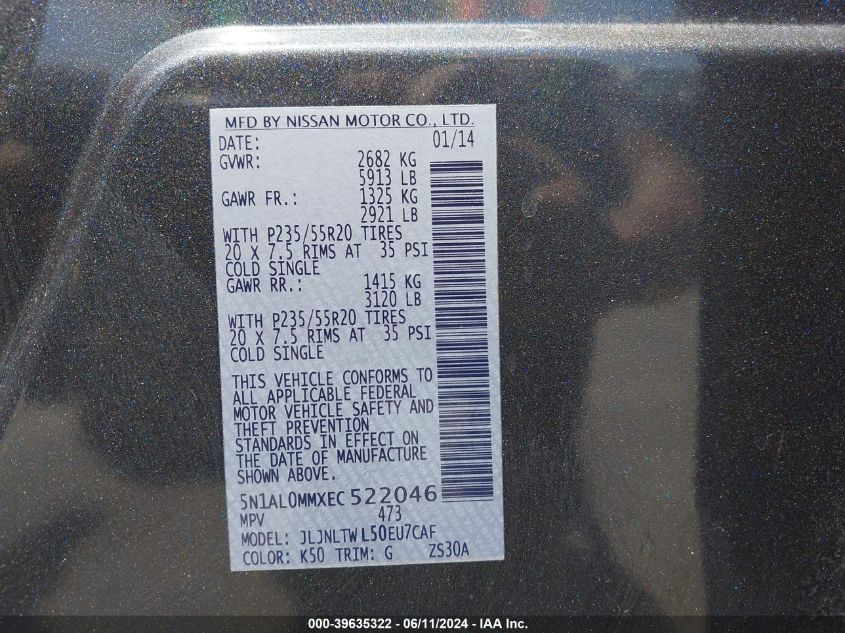 MFD BY NISSAN MOTOR CO., LTD.
DATE: 01/14
GVWR: 2682 KG
5913 LB
GAWR FR.: 1325 KG
2921 LB
WITH P235/55R20 TIRES
20 X 7.5 RIMS AT 35 PSI
COLD SINGLE
GAWR RR.: 1415 KG
3120 LB
WITH P235/55R20 TIRES
20 X 7.5 RIMS AT 35 PSI
COLD SINGLE
THIS VEHICLE CONFORMS TO
ALL APPLICABLE FEDERAL
MOTOR VEHICLE SAFETY AND
THEFT PREVENTION
STANDARDS IN EFFECT ON
THE DATE OF MANUFACTURE
SHOWN ABOVE.
5N1AL0MMXEC522046
MPV 473
MODEL: JLJNLTWL50EU7CAF
COLOR: K50 TRIM: G ZS30A
000-39635322 - 06/11/2024 - IAA Inc.